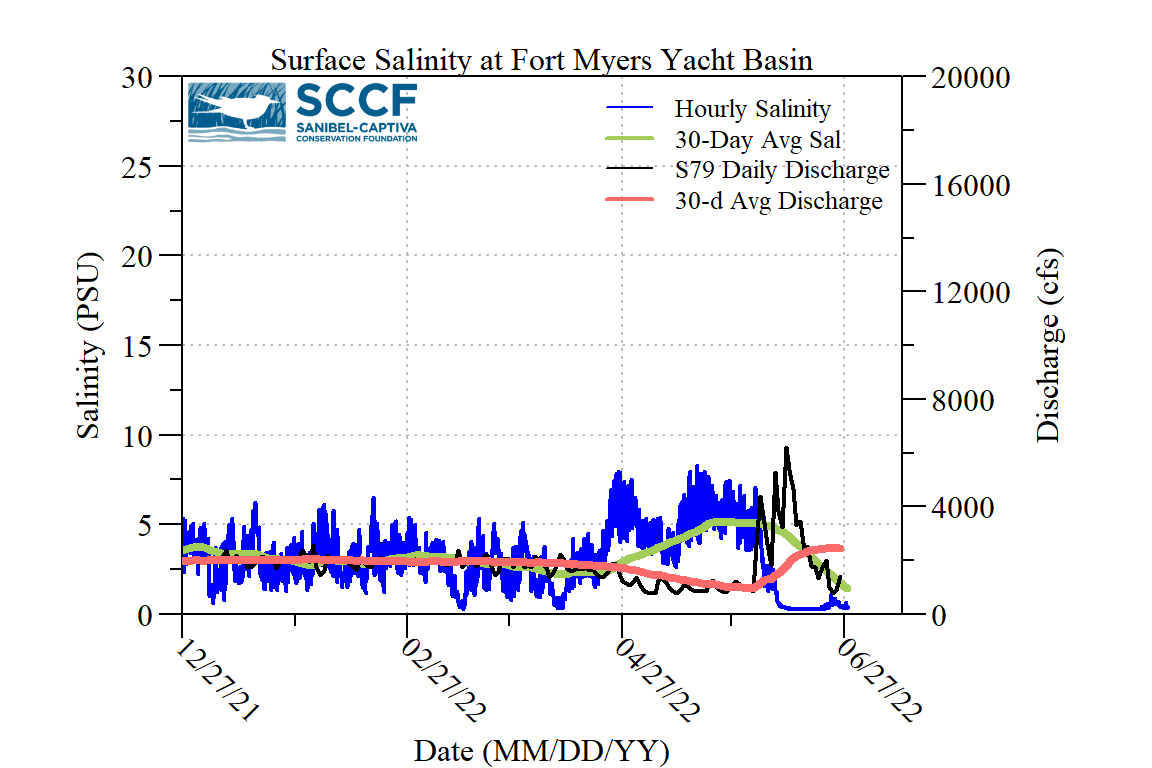 Surface Salinity at Fort Myers Yacht Basin
SCCF
SANIBEL-CAPTIVA
CONSERVATION FOUNDATION
Hourly Salinity
30-Day Avg Sal
S79 Daily Discharge
30-d Avg Discharge
Salinity (PSU)
30
25
20
15
10
5
0
20000
16000
12000
8000
4000
0
Discharge (cfs)
12/27/21
02/27/22
04/27/22
06/27/22
Date (MM/DD/YY)